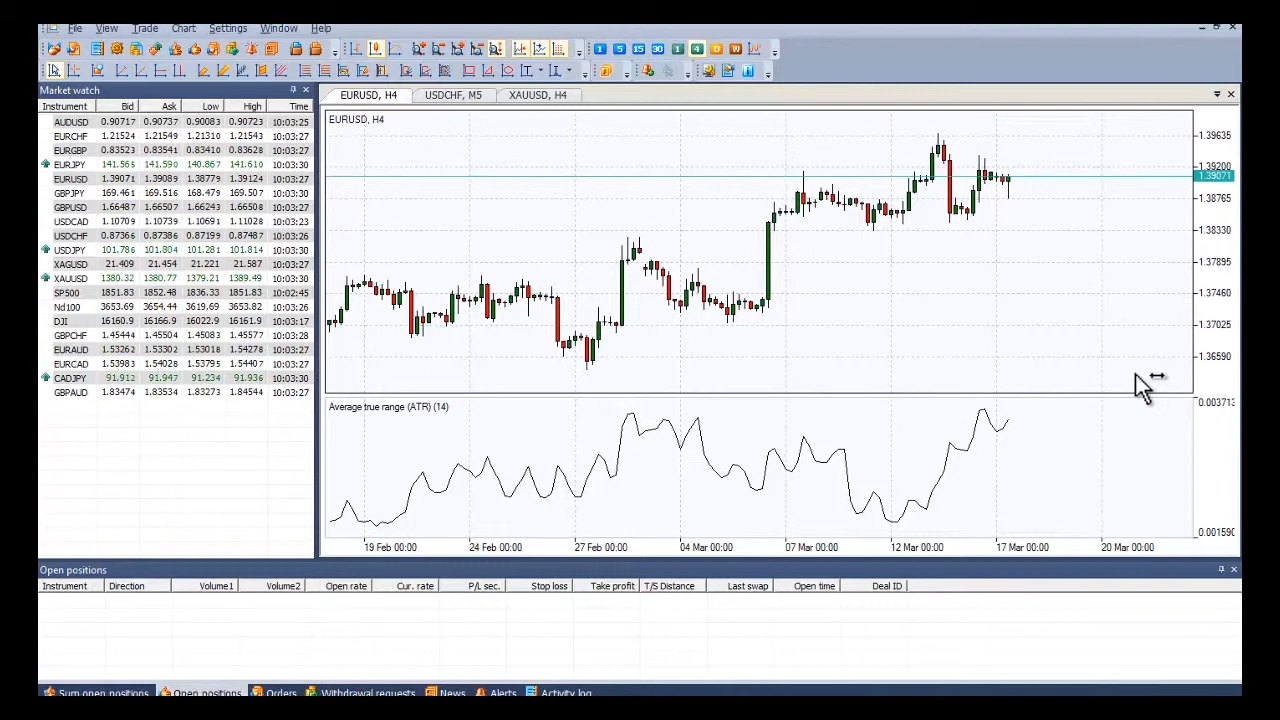 File View Trade Chart Settings Window Help
1 5 15 30 1 4 D W
Market watch
Instrument Bid Ask Low High Time
AUDUSD 0.90717 0.90737 0.90083 0.90723 10:03:25
EURCHF 1.21524 1.21549 1.21310 1.21543 10:03:27
EURGBP 0.83523 0.83541 0.83410 0.83608 10:03:27
EURJPY 141.565 141.590 140.867 141.610 10:03:30
EURUSD 1.39071 1.39089 1.38779 1.39124 10:03:27
GBPJPY 169.461 169.516 168.479 169.507 10:03:30
GBPUSD 1.66487 1.66507 1.66243 1.66508 10:03:27
USDCAD 1.10709 1.10739 1.10691 1.11028 10:03:23
USDCHF 0.87366 0.87386 0.87199 0.87487 10:03:26
USDJPY 101.786 101.804 101.281 101.814 10:03:30
XAGUSD 21.409 21.454 21.221 21.587 10:03:27
XAUUSD 1380.32 1380.77 1379.21 1389.49 10:03:30
SP500 1851.83 1852.48 1836.33 1851.83 10:02:45
Nd100 3653.69 3654.44 3619.69 3653.82 10:03:26
DJI 16160.9 16166.9 16022.9 16161.9 10:03:17
GBPCHF 1.45444 1.45504 1.45083 1.45577 10:03:28
EURAUD 1.53262 1.53302 1.53018 1.54278 10:03:27
EURCAD 1.53983 1.54028 1.53795 1.54407 10:03:27
CADJPY 91.912 91.947 91.234 91.936 10:03:30
GBPAUD 1.83474 1.83534 1.83273 1.84544 10:03:27
EURUSD, H4 USDCHF, M5 XAUUSD, H4
EURUSD, H4
1.39635
1.39200
1.39071
1.38765
1.38330
1.37895
1.37460
1.37025
1.36590
Average true range (ATR) (14)
0.003713
0.001590
19 Feb 00:00 24 Feb 00:00 27 Feb 00:00 04 Mar 00:00 07 Mar 00:00 12 Mar 00:00 17 Mar 00:00 20 Mar 00:00
Open positions
Instrument Direction Volume1 Volume2 Open rate Cur. rate P/L sec. Stop loss Take profit T/S Distance Last swap Open time Deal ID
Sum open positions Open positions Orders Withdrawal requests News Alerts Activity log